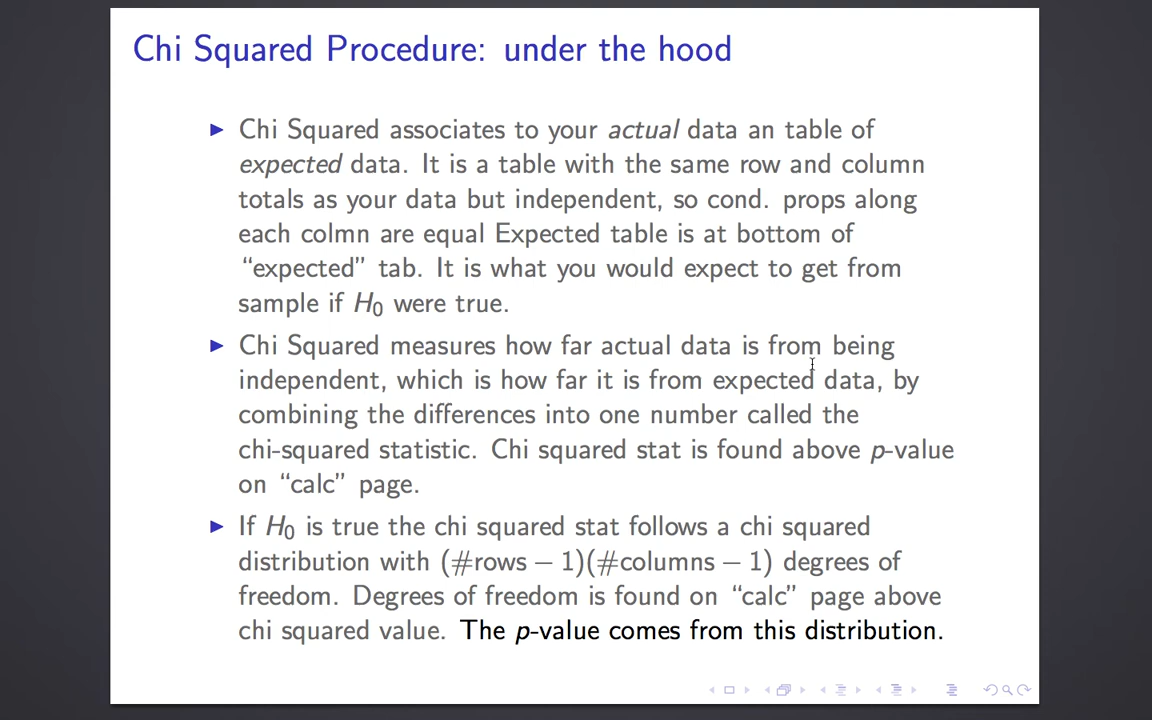 Chi Squared Procedure: under the hood
Chi Squared associates to your actual data an table of
expected data. It is a table with the same row and column
totals as your data but independent, so cond. props along
each colmn are equal Expected table is at bottom of
“expected” tab. It is what you would expect to get from
sample if H₀ were true.
Chi Squared measures how far actual data is from being
independent, which is how far it is from expected data, by
combining the differences into one number called the
chi-squared statistic. Chi squared stat is found above p-value
on “calc” page.
If H₀ is true the chi squared stat follows a chi squared
distribution with (#rows − 1)(#columns − 1) degrees of
freedom. Degrees of freedom is found on “calc” page above
chi squared value. The p-value comes from this distribution.